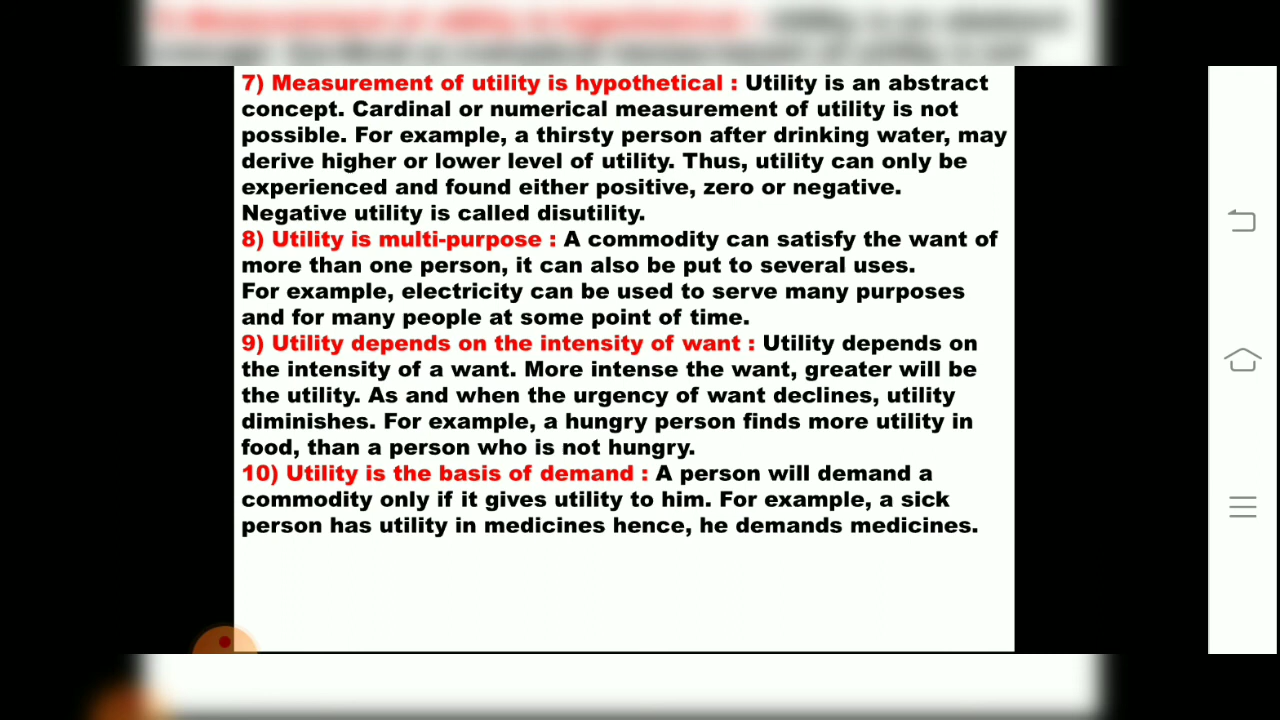 7) Measurement of utility is hypothetical : Utility is an abstract
concept. Cardinal or numerical measurement of utility is not
possible. For example, a thirsty person after drinking water, may
derive higher or lower level of utility. Thus, utility can only be
experienced and found either positive, zero or negative.
Negative utility is called disutility.
8) Utility is multi-purpose : A commodity can satisfy the want of
more than one person, it can also be put to several uses.
For example, electricity can be used to serve many purposes
and for many people at some point of time.
9) Utility depends on the intensity of want : Utility depends on
the intensity of a want. More intense the want, greater will be
the utility. As and when the urgency of want declines, utility
diminishes. For example, a hungry person finds more utility in
food, than a person who is not hungry.
10) Utility is the basis of demand : A person will demand a
commodity only if it gives utility to him. For example, a sick
person has utility in medicines hence, he demands medicines.